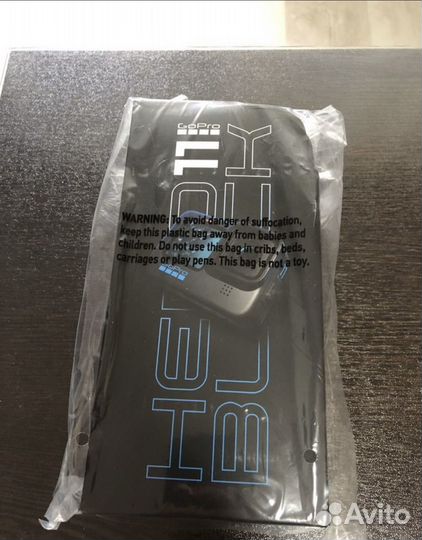 GoPro
HERO 11
BLACK
WARNING: To avoid danger of suffocation,
keep this plastic bag away from babies and
children. Do not use this bag in cribs, beds,
carriages or play pens. This bag is not a toy.
GoPro
Avito